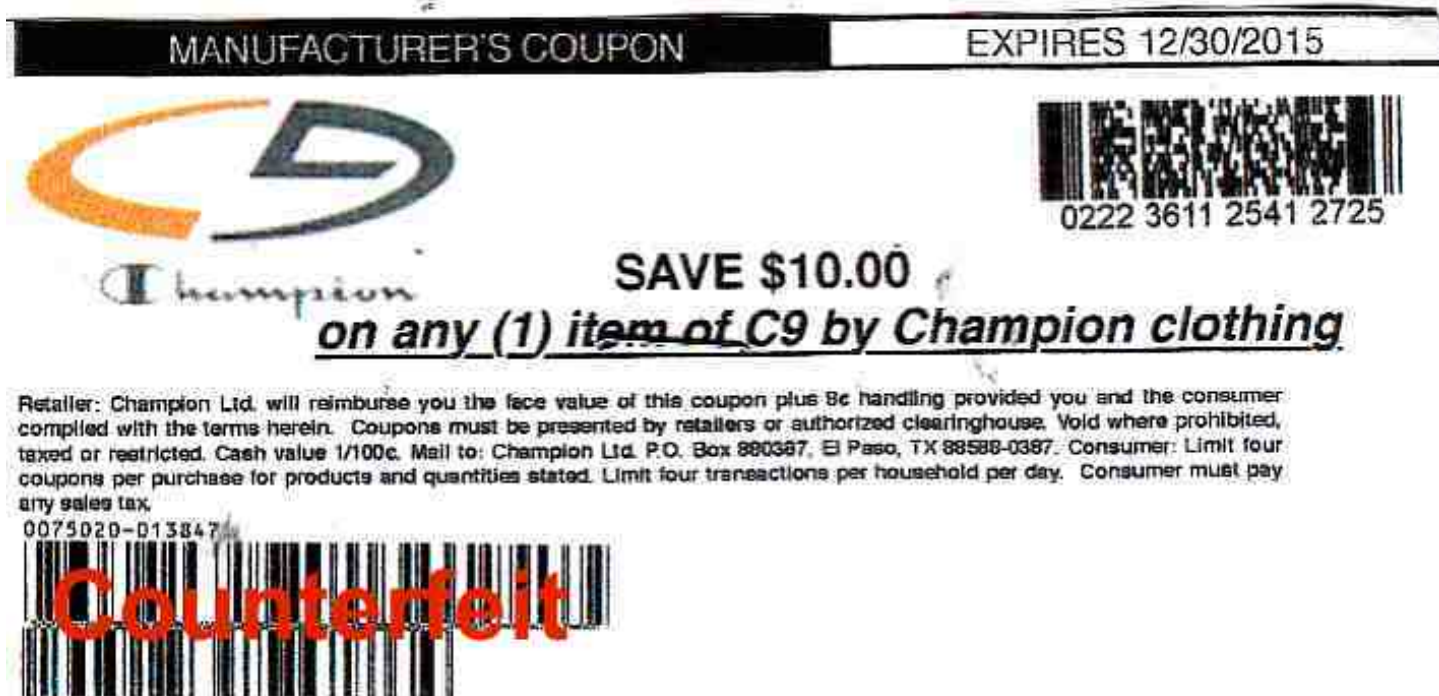 MANUFACTURER'S COUPON EXPIRES 12/30/2015
0222 3611 2541 2725
Champion
SAVE $10.00
on any (1) item of C9 by Champion clothing
Retailer: Champion Ltd. will reimburse you the face value of this coupon plus 8¢ handling provided you and the consumer
complied with the terms herein. Coupons must be presented by retailers or authorized clearinghouse. Void where prohibited,
taxed or restricted. Cash value 1/100¢. Mail to: Champion Ltd. P.O. Box 880387, El Paso, TX 88588-0387. Consumer: Limit four
coupons per purchase for products and quantities stated. Limit four transactions per household per day. Consumer must pay
any sales tax.
0075020-013847
Counterfeit